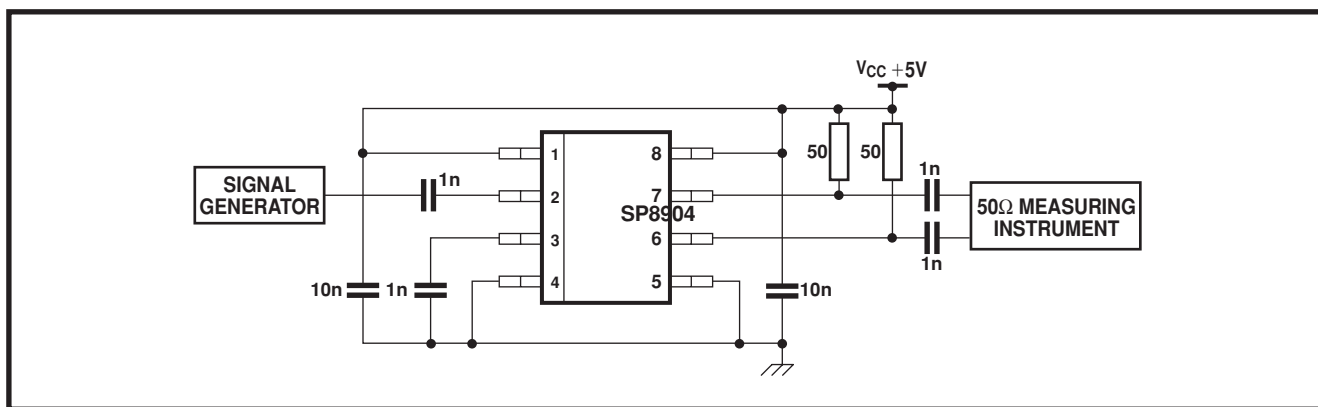 VCC +5V
1
8
50
50
1n
SIGNAL
GENERATOR
1n
2
7
SP8904
50Ω MEASURING
INSTRUMENT
3
6
1n
10n
1n
4
5
10n